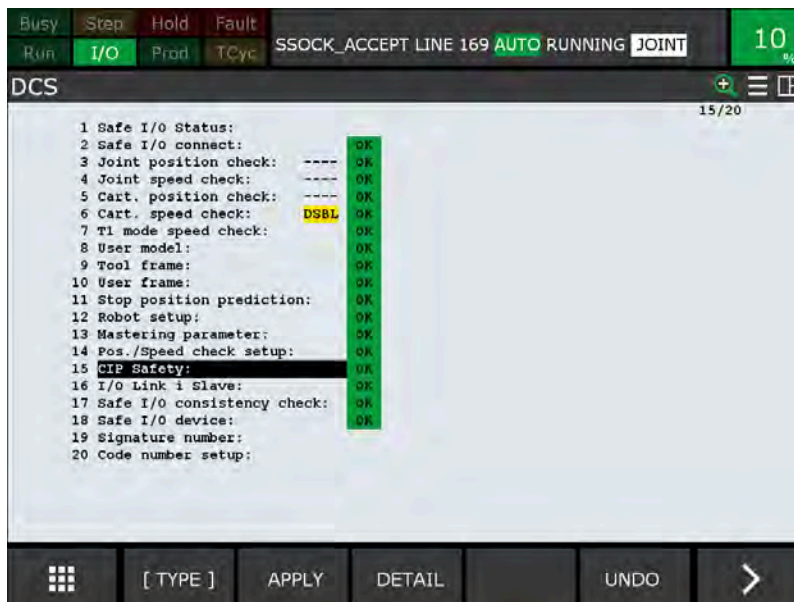 Busy Step Hold Fault
Run I/O Prod TCyc
SSOCK_ACCEPT LINE 169 AUTO RUNNING JOINT
10
%
DCS
15/20
1 Safe I/O Status:
2 Safe I/O connect: OK
3 Joint position check: ---- OK
4 Joint speed check: ---- OK
5 Cart. position check: ---- OK
6 Cart. speed check: DSBL OK
7 T1 mode speed check: OK
8 User model: OK
9 Tool frame: OK
10 User frame: OK
11 Stop position prediction: OK
12 Robot setup: OK
13 Mastering parameter: OK
14 Pos./Speed check setup: OK
15 CIP Safety: OK
16 I/O Link i Slave: OK
17 Safe I/O consistency check: OK
18 Safe I/O device: OK
19 Signature number:
20 Code number setup:
[ TYPE ] APPLY DETAIL UNDO >